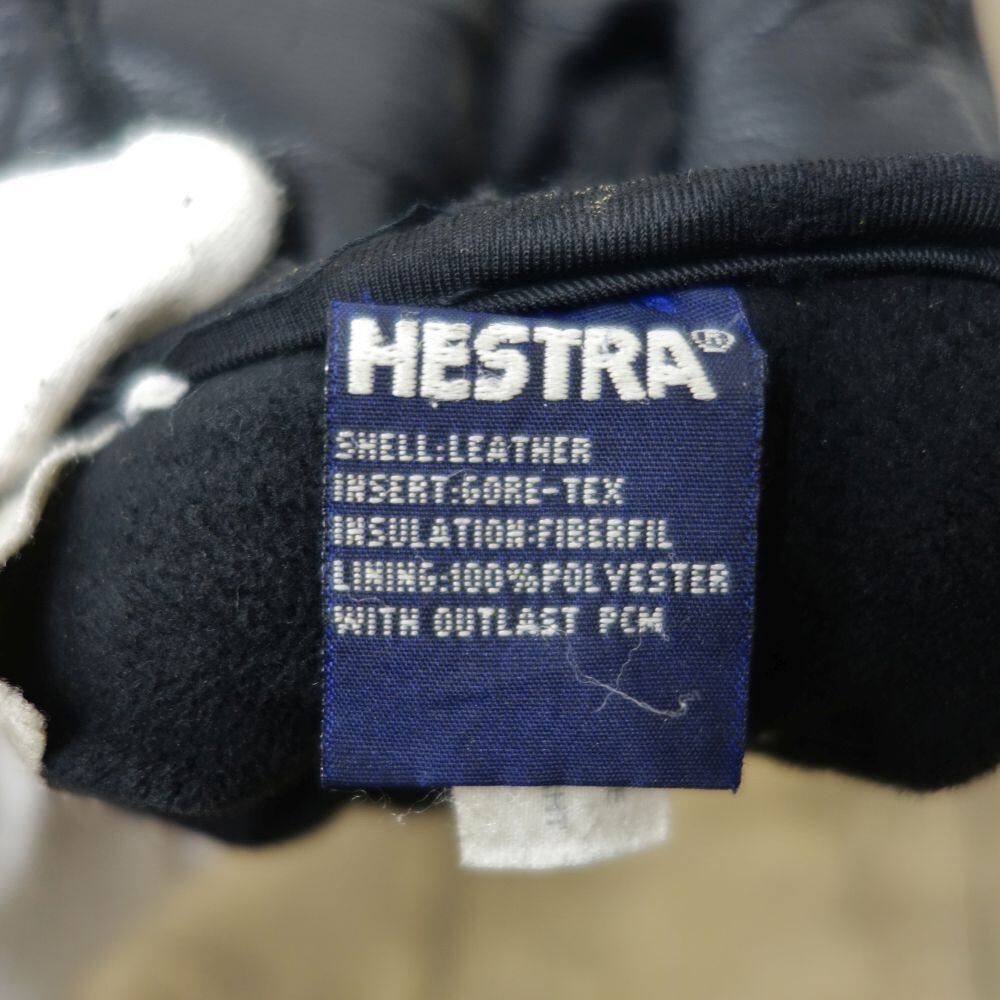 HESTRA®
SHELL:LEATHER
INSERT:GORE-TEX
INSULATION:FIBERFIL
LINING:100%POLYESTER
WITH OUTLAST PCM